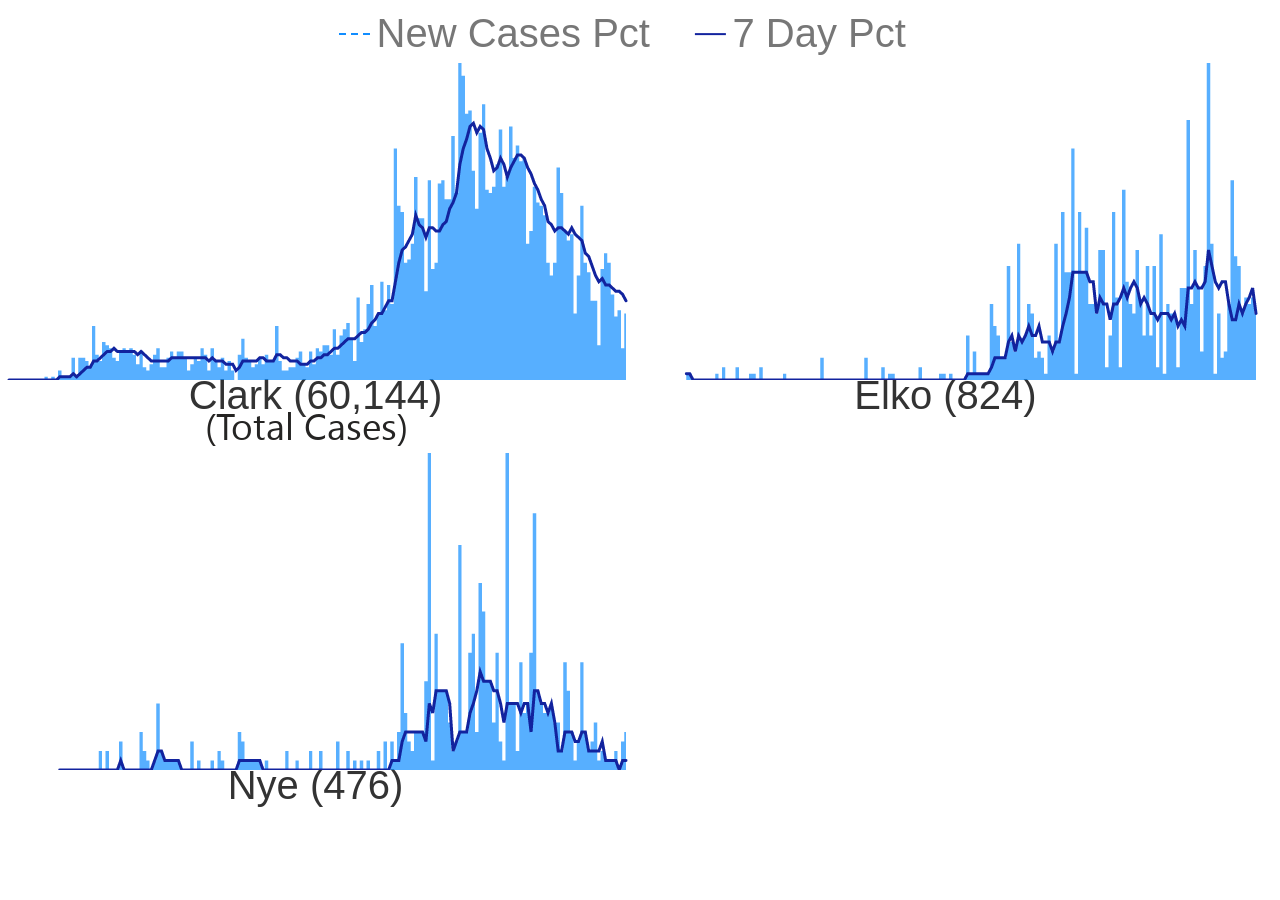 New Cases Pct 7 Day Pct
Clark (60,144)
(Total Cases)
Elko (824)
Nye (476)